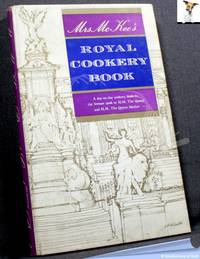 Mrs McKee's
ROYAL
COOKERY
BOOK
A day-to-day cookery book by
the former cook to H.M. The Queen
and H.M. The Queen Mother